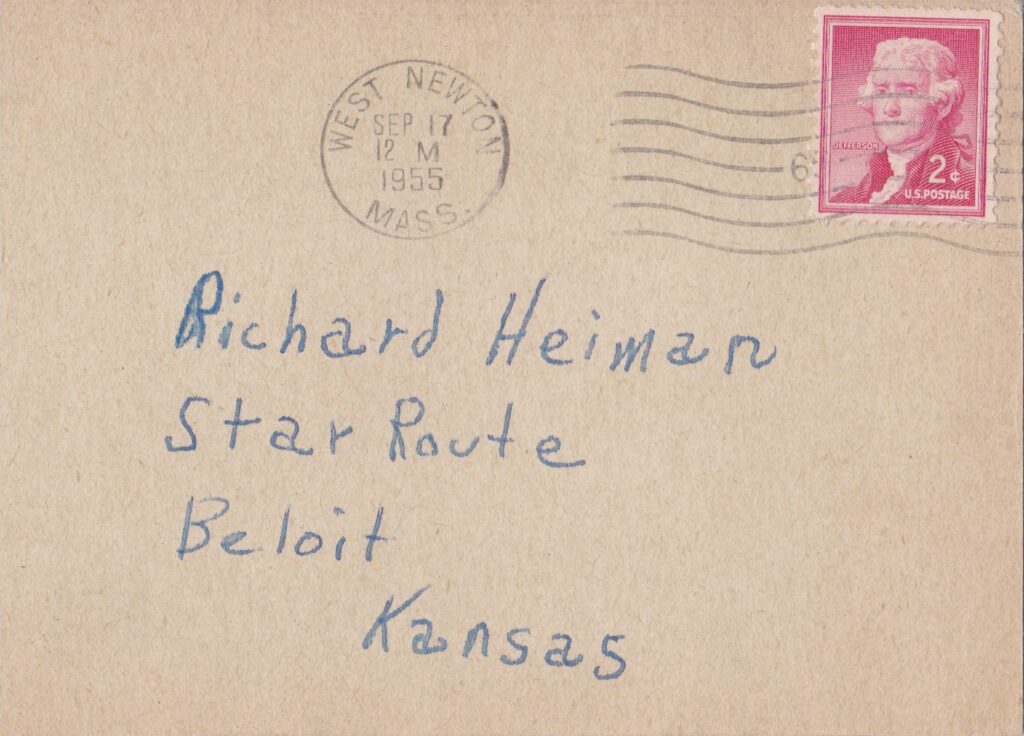 WEST NEWTON
SEP 17
12 M
1955
MASS.
JEFFERSON
2¢
U.S. POSTAGE
Richard Heiman
Star Route
Beloit
Kansas